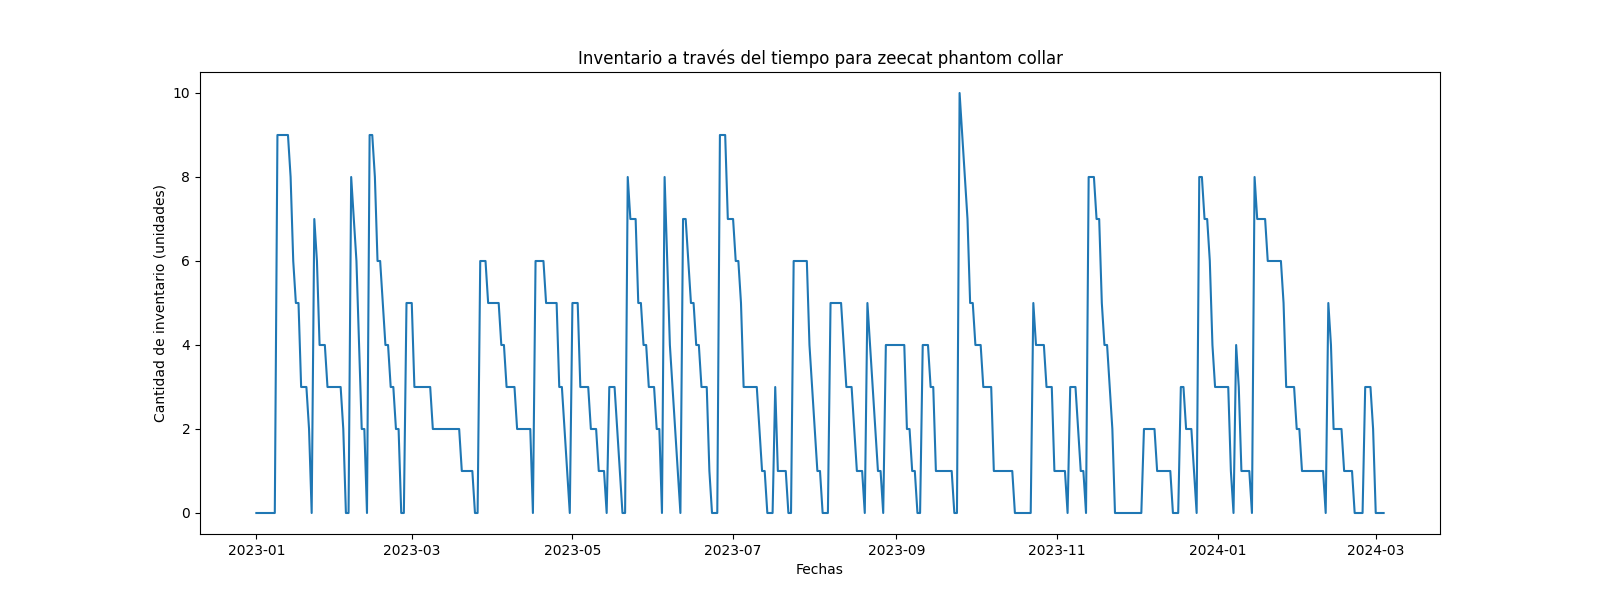 Inventario a través del tiempo para zeecat phantom collar
Cantidad de inventario (unidades)
10
8
6
4
2
0
2023-01 2023-03 2023-05 2023-07 2023-09 2023-11 2024-01 2024-03
Fechas